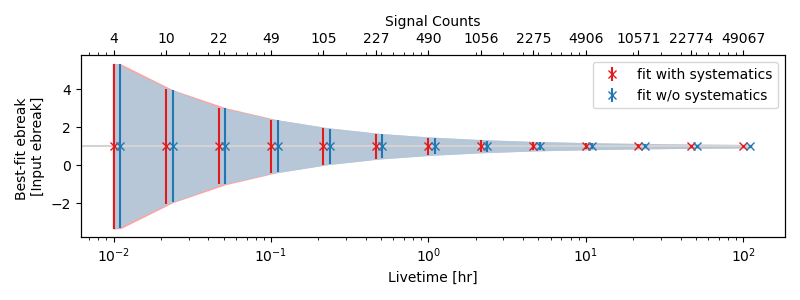 Signal Counts
4 10 22 49 105 227 490 1056 2275 4906 10571 22774 49067
fit with systematics
fit w/o systematics
Best-fit ebreak
[Input ebreak]
4
2
0
−2
10⁻² 10⁻¹ 10⁰ 10¹ 10²
Livetime [hr]